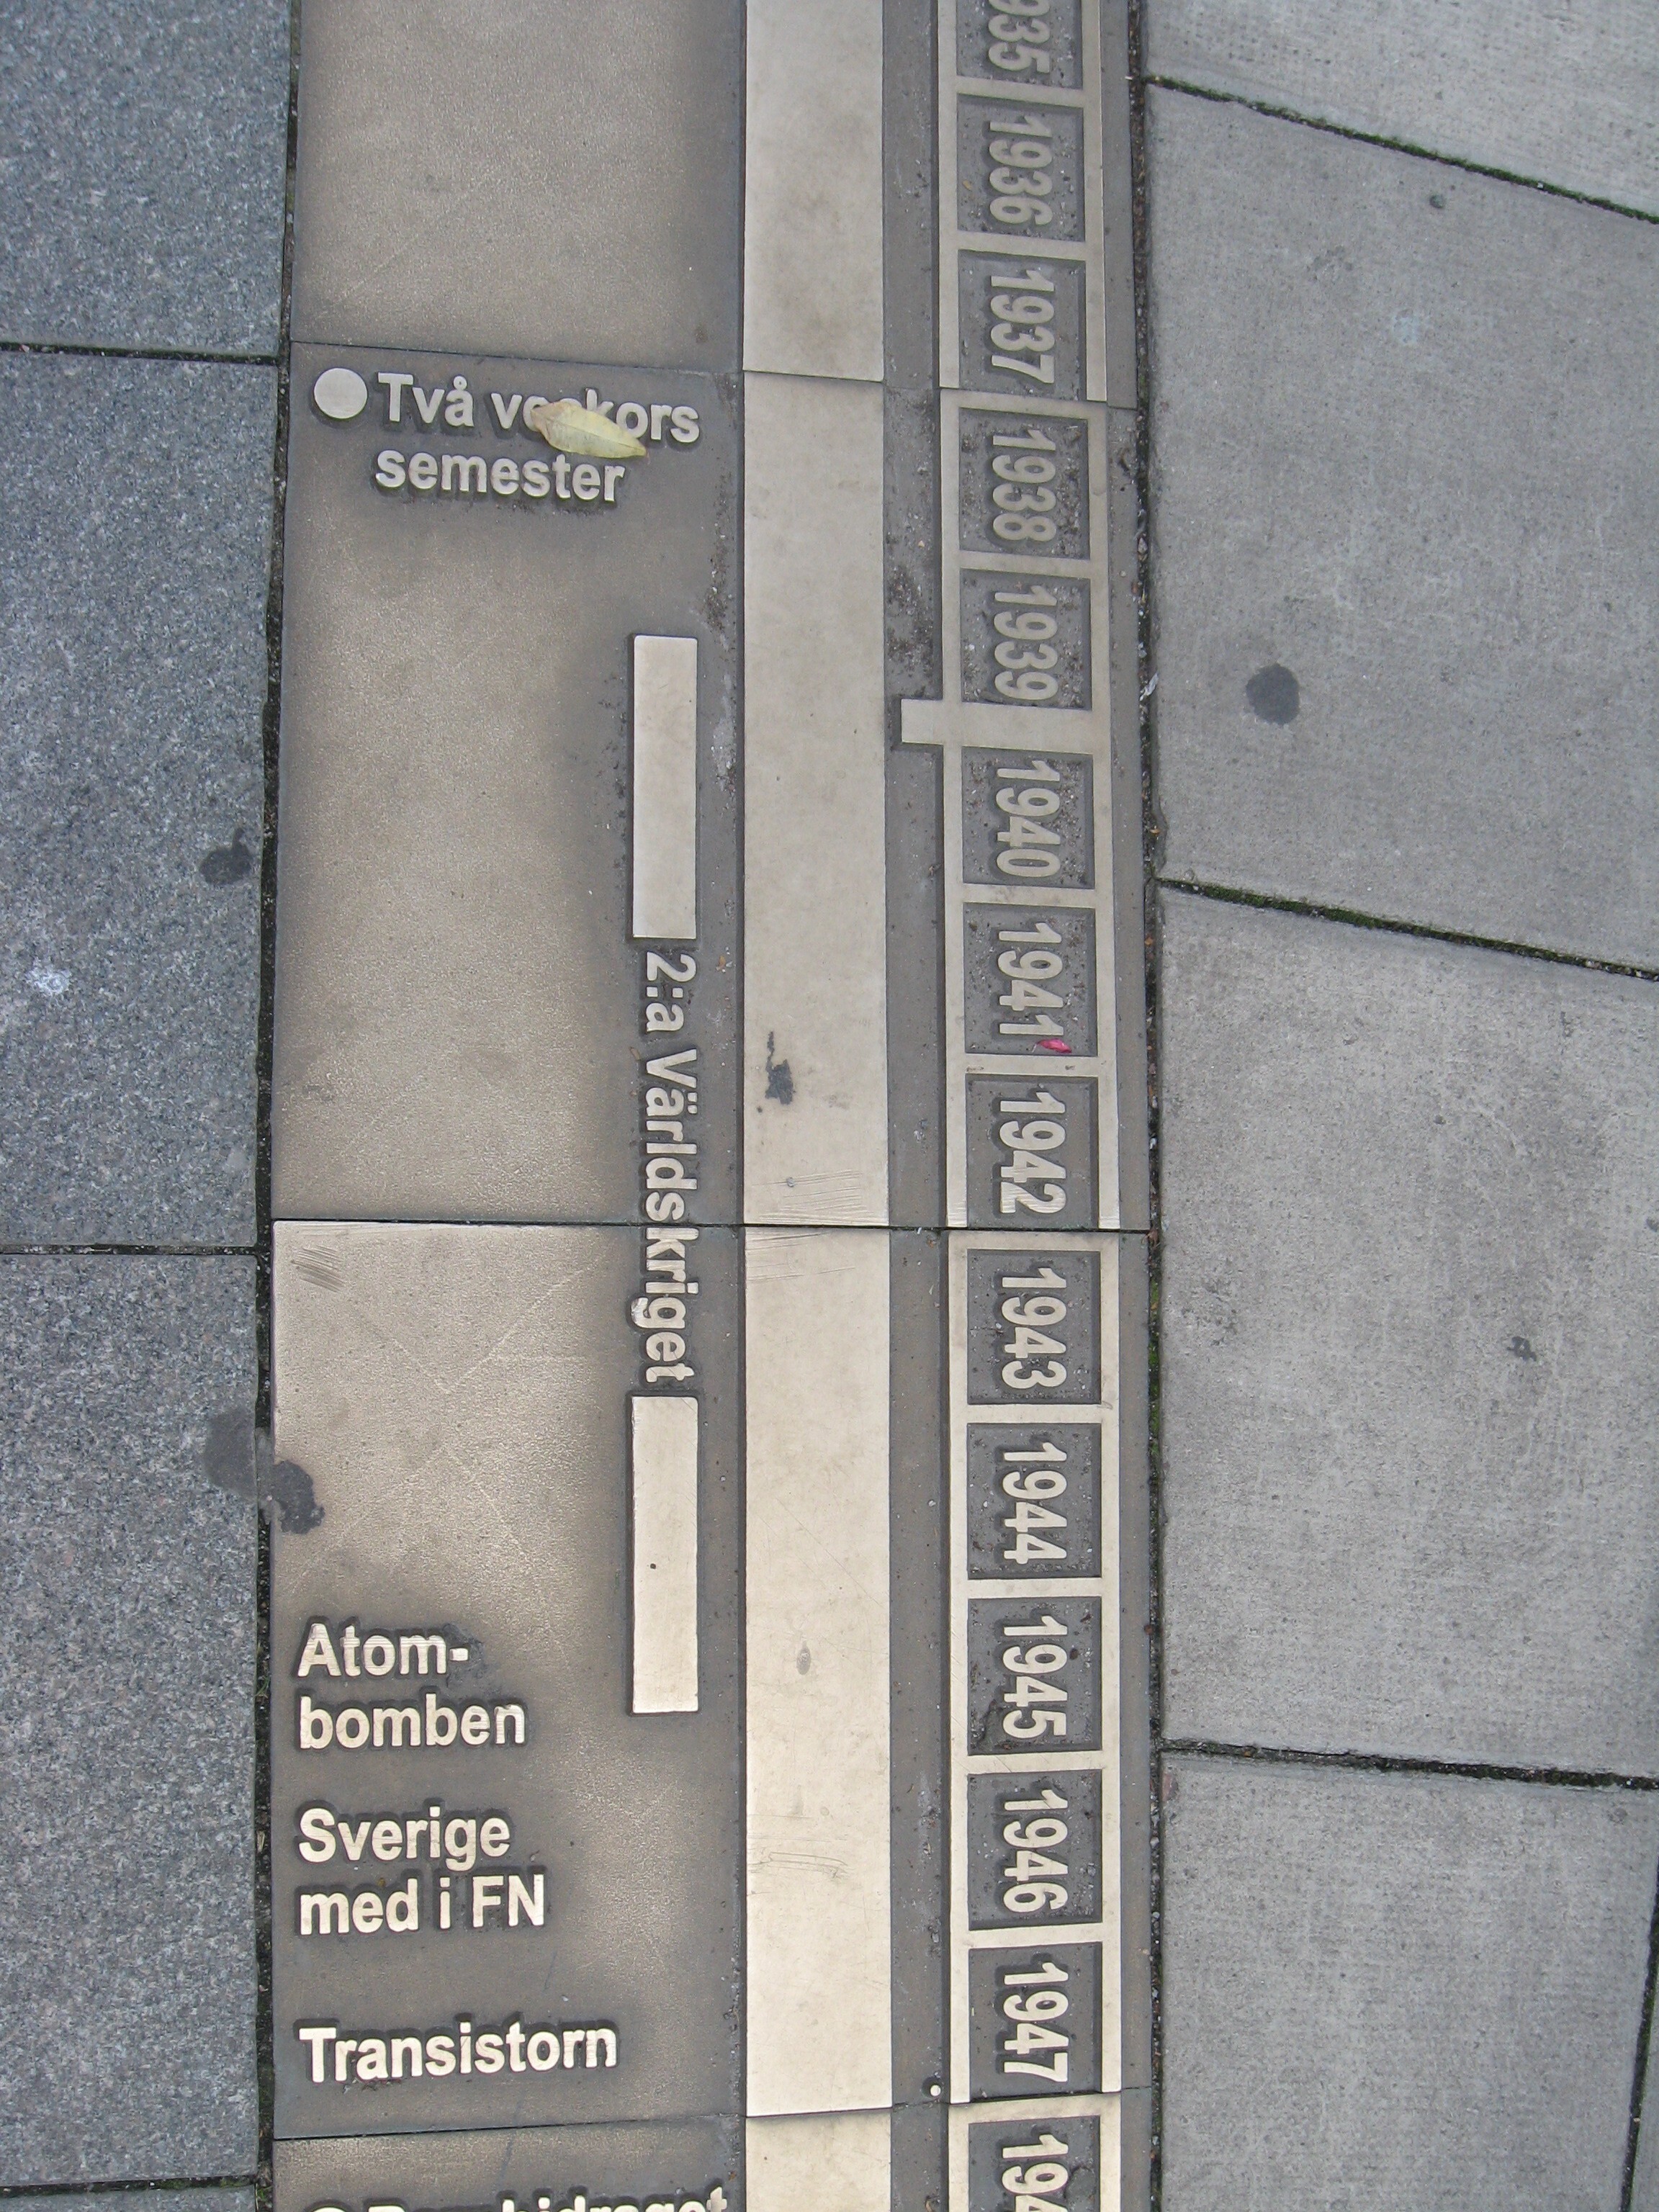 Två veckors
semester
2:a Världskriget
Atom-
bomben
Sverige
med i FN
Transistorn
1936
1937
1938
1939
1940
1941
1942
1943
1944
1945
1946
1947